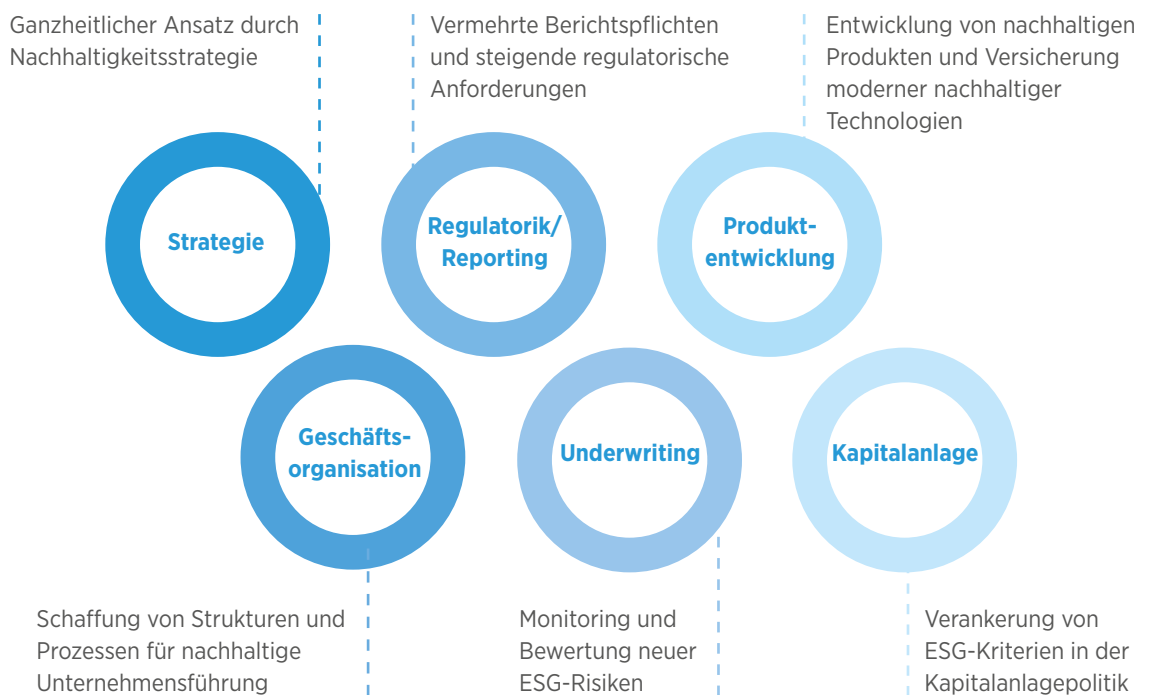 Ganzheitlicher Ansatz durch
Nachhaltigkeitsstrategie
Vermehrte Berichtspflichten
und steigende regulatorische
Anforderungen
Entwicklung von nachhaltigen
Produkten und Versicherung
moderner nachhaltiger
Technologien
Strategie
Regulatorik/
Reporting
Produkt-
entwicklung
Geschäfts-
organisation
Underwriting
Kapitalanlage
Schaffung von Strukturen und
Prozessen für nachhaltige
Unternehmensführung
Monitoring und
Bewertung neuer
ESG-Risiken
Verankerung von
ESG-Kriterien in der
Kapitalanlagepolitik